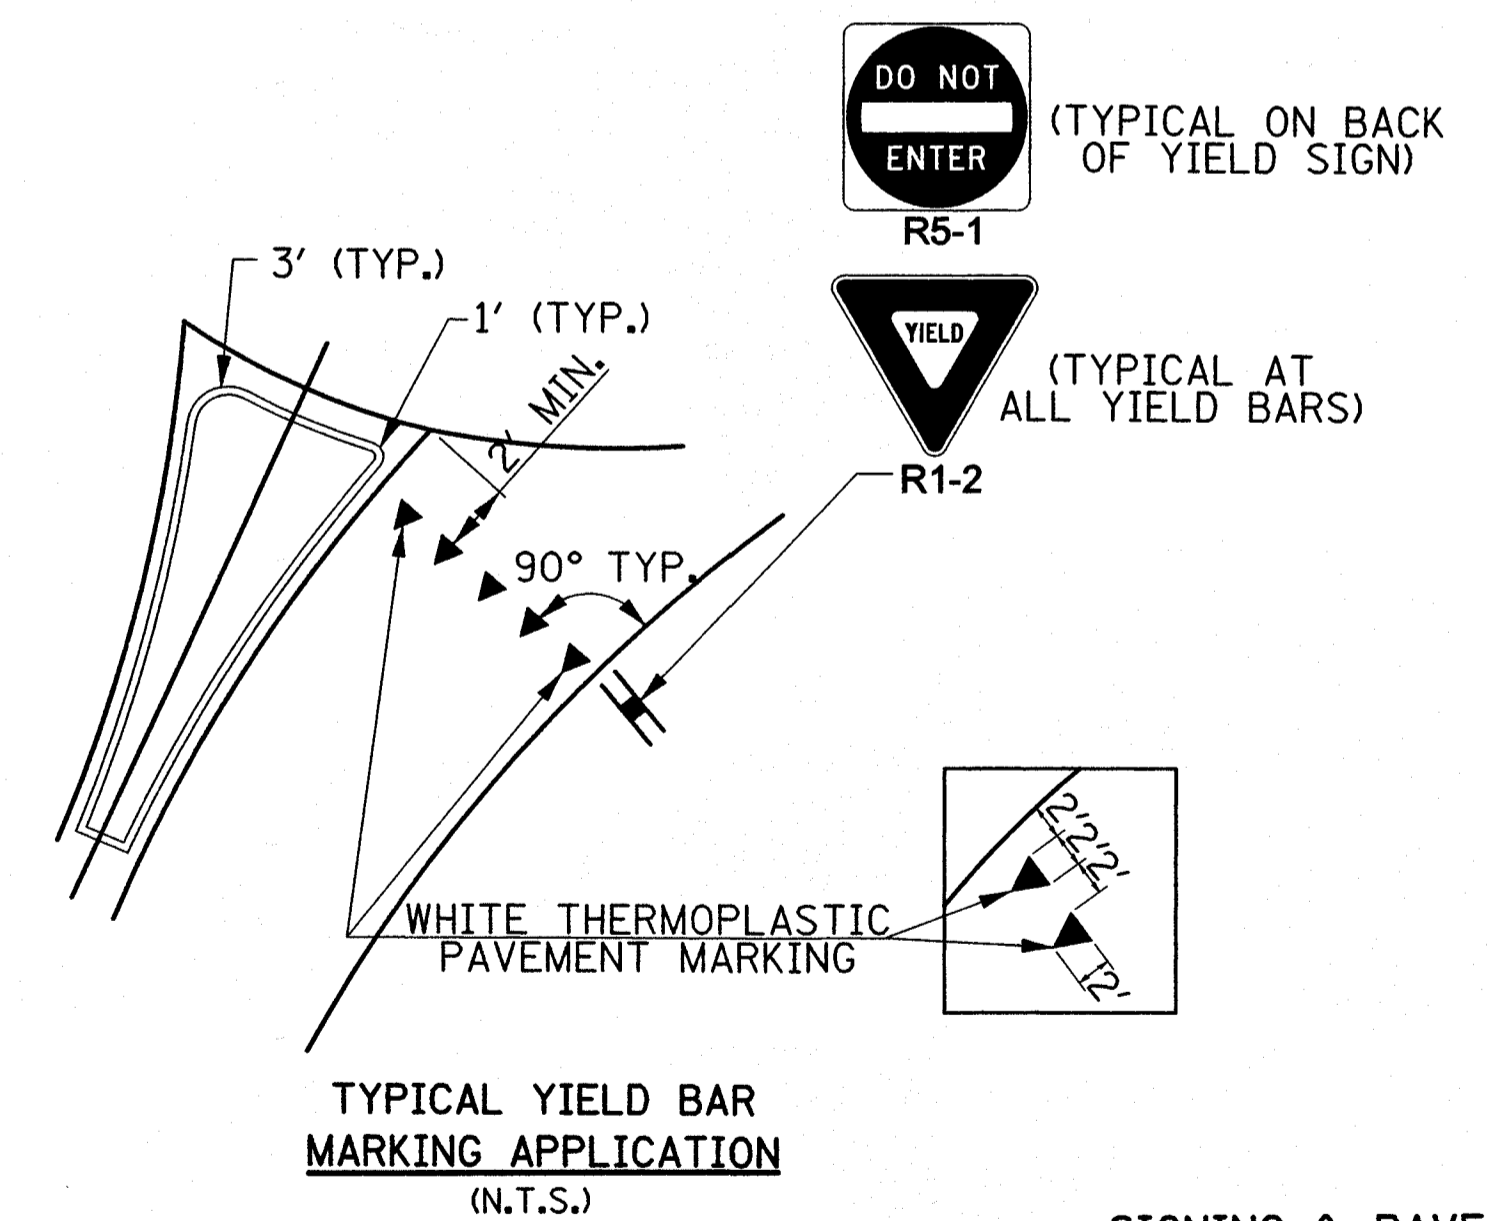 DO NOT
ENTER
(TYPICAL ON BACK
OF YIELD SIGN)
R5-1
3' (TYP.)
1' (TYP.)
2' MIN.
YIELD
(TYPICAL AT
ALL YIELD BARS)
R1-2
90° TYP.
2'
2'
2'
2'
WHITE THERMOPLASTIC
PAVEMENT MARKING
TYPICAL YIELD BAR
MARKING APPLICATION
(N.T.S.)